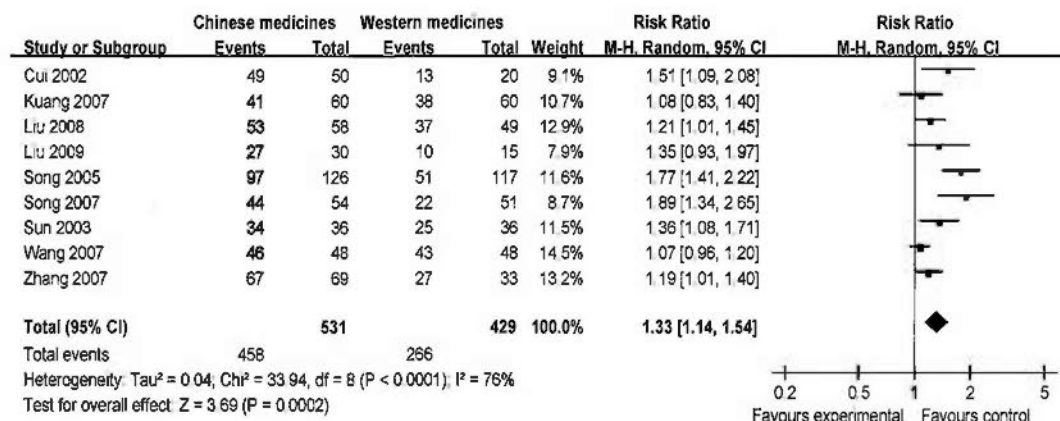 Chinese medicines Western medicines Risk Ratio Risk Ratio
Study or Subgroup Events Total Events Total Weight M-H, Random, 95% CI M-H, Random, 95% CI
Cui 2002 49 50 13 20 9.1% 1.51 [1.09, 2.08]
Kuang 2007 41 60 38 60 10.7% 1.08 [0.83, 1.40]
Liu 2008 53 58 37 49 12.9% 1.21 [1.01, 1.45]
Liu 2009 27 30 10 15 7.9% 1.35 [0.93, 1.97]
Song 2005 97 126 51 117 11.6% 1.77 [1.41, 2.22]
Song 2007 44 54 22 51 8.7% 1.89 [1.34, 2.65]
Sun 2003 34 36 25 36 11.5% 1.36 [1.08, 1.71]
Wang 2007 46 48 43 48 14.5% 1.07 [0.96, 1.20]
Zhang 2007 67 69 27 33 13.2% 1.19 [1.01, 1.40]
Total (95% CI) 531 429 100.0% 1.33 [1.14, 1.54]
Total events 458 266
Heterogeneity: Tau² = 0.04; Chi² = 33.94, df = 8 (P < 0.0001); I² = 76%
Test for overall effect: Z = 3.69 (P = 0.0002)
0.2 0.5 1 2 5
Favours experimental Favours control